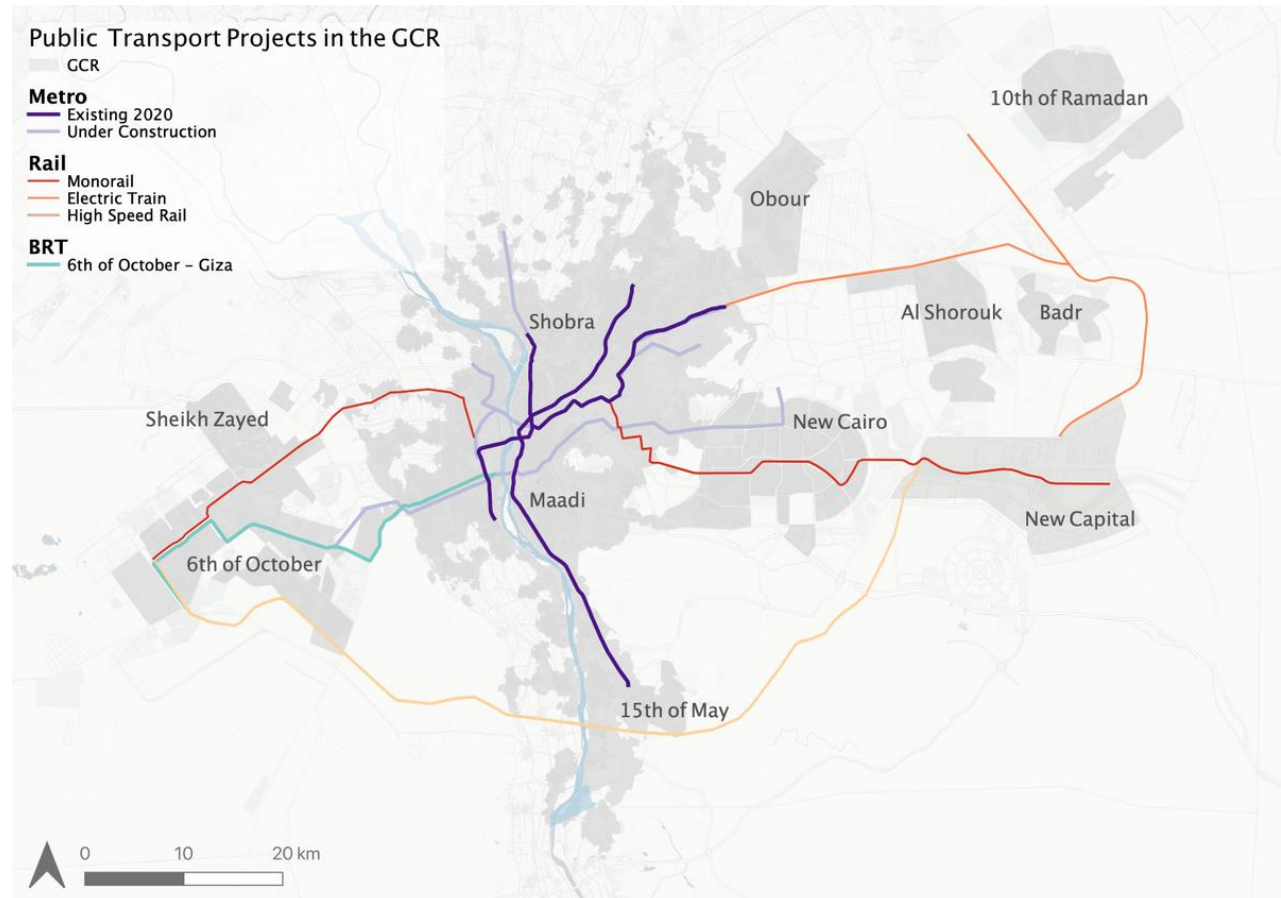 Public Transport Projects in the GCR
GCR
Metro
Existing 2020
Under Construction
Rail
Monorail
Electric Train
High Speed Rail
BRT
6th of October – Giza
10th of Ramadan
Obour
Al Shorouk
Badr
Shobra
Sheikh Zayed
New Cairo
Maadi
New Capital
6th of October
15th of May
0 10 20 km